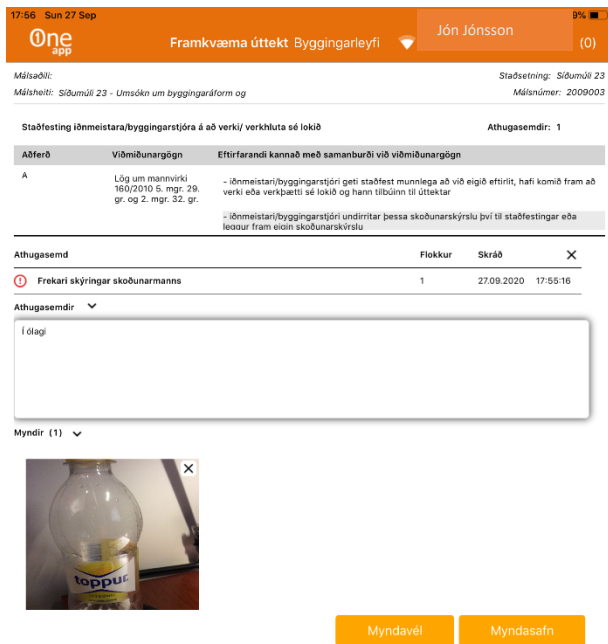 17:56 Sun 27 Sep
9%
One app
Framkvæma úttekt Byggingarleyfi
Jón Jónsson
(0)
Málsaðili:
Staðsetning: Síðumúli 23
Málsheiti: Síðumúli 23 - Umsókn um byggingaráform og
Málsnúmer: 2009003
Staðfesting iðnmeistara/byggingarstjóra á að verki/ verkhluta sé lokið
Athugasemdir: 1
Aðferð Viðmiðunargögn Eftirfarandi kannað með samanburði við viðmiðunargögn
A
Lög um mannvirki
160/2010 5. mgr. 29.
gr. og 2. mgr. 32. gr.
- iðnmeistari/byggingarstjóri geti staðfest munnlega að við eigið eftirlit, hafi komið fram að
verki eða verkþætti sé lokið og hann tilbúinn til úttektar
- iðnmeistari/byggingarstjóri undirritar þessa skoðunarskýrslu því til staðfestingar eða
leggur fram eigin skoðunarskýrslu
Athugasemd Flokkur Skráð
Frekari skýringar skoðunarmanns 1 27.09.2020 17:55:16
Athugasemdir
Í ólagi
Myndir (1)
toppur
Myndavél Myndasafn